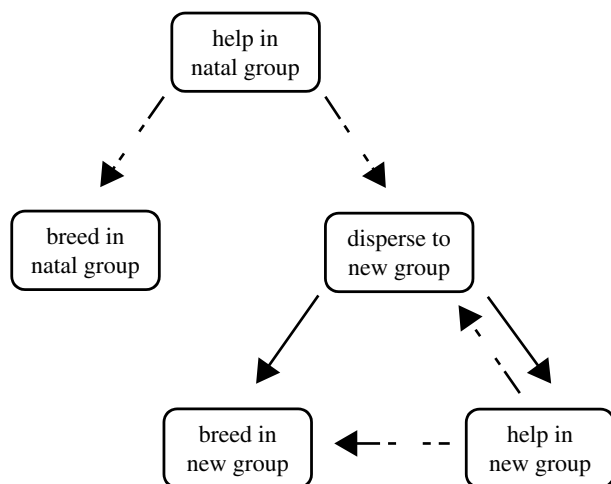 help in
natal group
breed in
natal group
disperse to
new group
breed in
new group
help in
new group